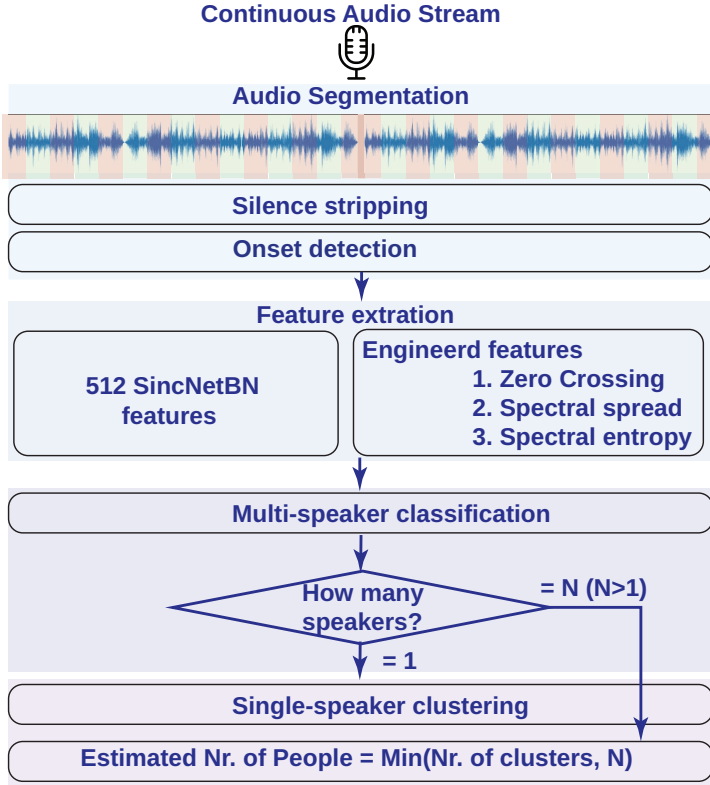 Continuous Audio Stream
Audio Segmentation
Silence stripping
Onset detection
Feature extration
512 SincNetBN
features
Engineerd features
1. Zero Crossing
2. Spectral spread
3. Spectral entropy
Multi-speaker classification
How many
speakers?
= N (N>1)
= 1
Single-speaker clustering
Estimated Nr. of People = Min(Nr. of clusters, N)